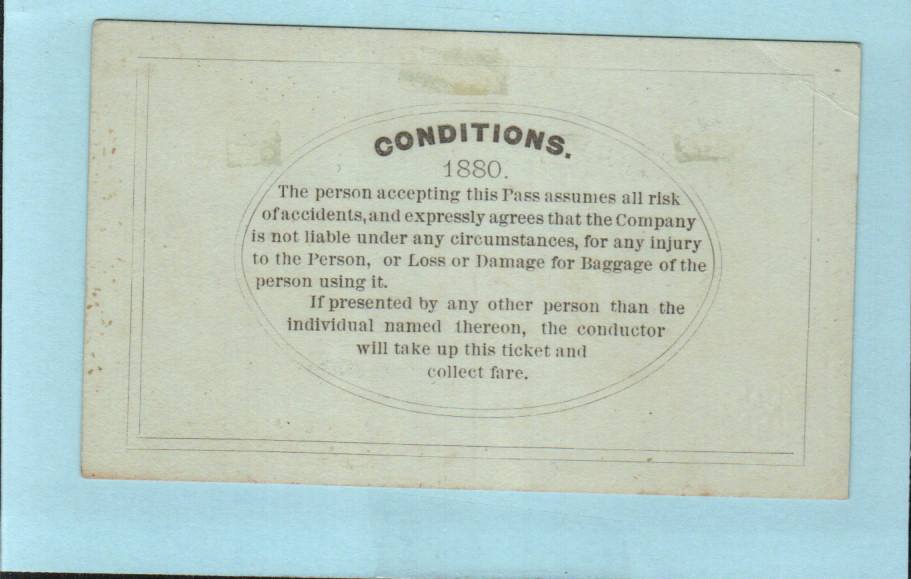 CONDITIONS.
1880.
The person accepting this Pass assumes all risk
of accidents, and expressly agrees that the Company
is not liable under any circumstances, for any injury
to the Person, or Loss or Damage for Baggage of the
person using it.
If presented by any other person than the
individual named thereon, the conductor
will take up this ticket and
collect fare.